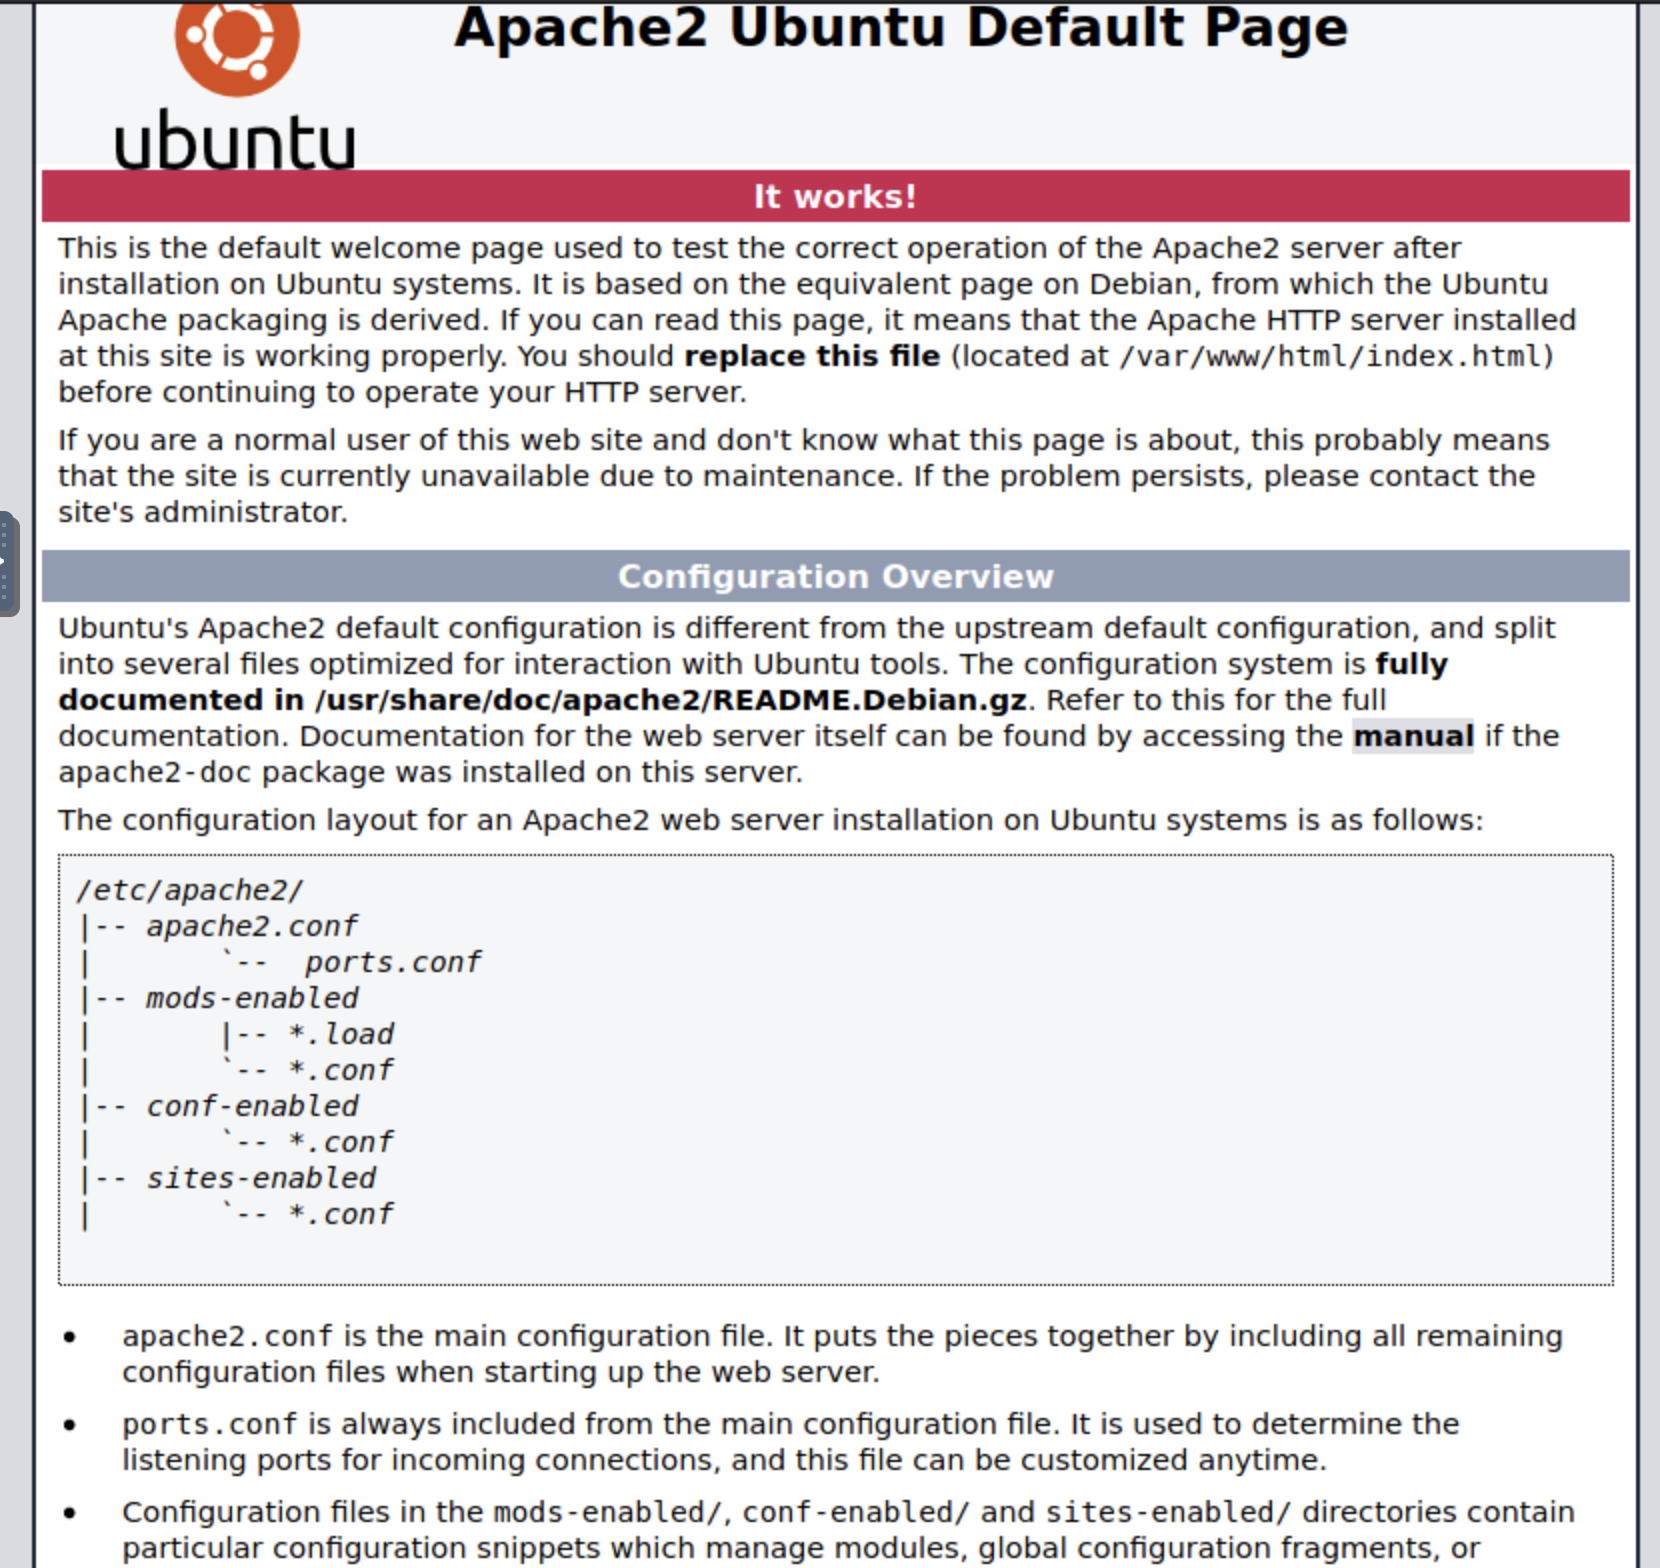 Apache2 Ubuntu Default Page
ubuntu
It works!
This is the default welcome page used to test the correct operation of the Apache2 server after
installation on Ubuntu systems. It is based on the equivalent page on Debian, from which the Ubuntu
Apache packaging is derived. If you can read this page, it means that the Apache HTTP server installed
at this site is working properly. You should replace this file (located at /var/www/html/index.html)
before continuing to operate your HTTP server.
If you are a normal user of this web site and don't know what this page is about, this probably means
that the site is currently unavailable due to maintenance. If the problem persists, please contact the
site's administrator.
Configuration Overview
Ubuntu's Apache2 default configuration is different from the upstream default configuration, and split
into several files optimized for interaction with Ubuntu tools. The configuration system is fully
documented in /usr/share/doc/apache2/README.Debian.gz. Refer to this for the full
documentation. Documentation for the web server itself can be found by accessing the manual if the
apache2-doc package was installed on this server.
The configuration layout for an Apache2 web server installation on Ubuntu systems is as follows:
/etc/apache2/
|-- apache2.conf
|       `--  ports.conf
|-- mods-enabled
|       |-- *.load
|       `-- *.conf
|-- conf-enabled
|       `-- *.conf
|-- sites-enabled
|       `-- *.conf
• apache2.conf is the main configuration file. It puts the pieces together by including all remaining
configuration files when starting up the web server.
• ports.conf is always included from the main configuration file. It is used to determine the
listening ports for incoming connections, and this file can be customized anytime.
• Configuration files in the mods-enabled/, conf-enabled/ and sites-enabled/ directories contain
particular configuration snippets which manage modules, global configuration fragments, or